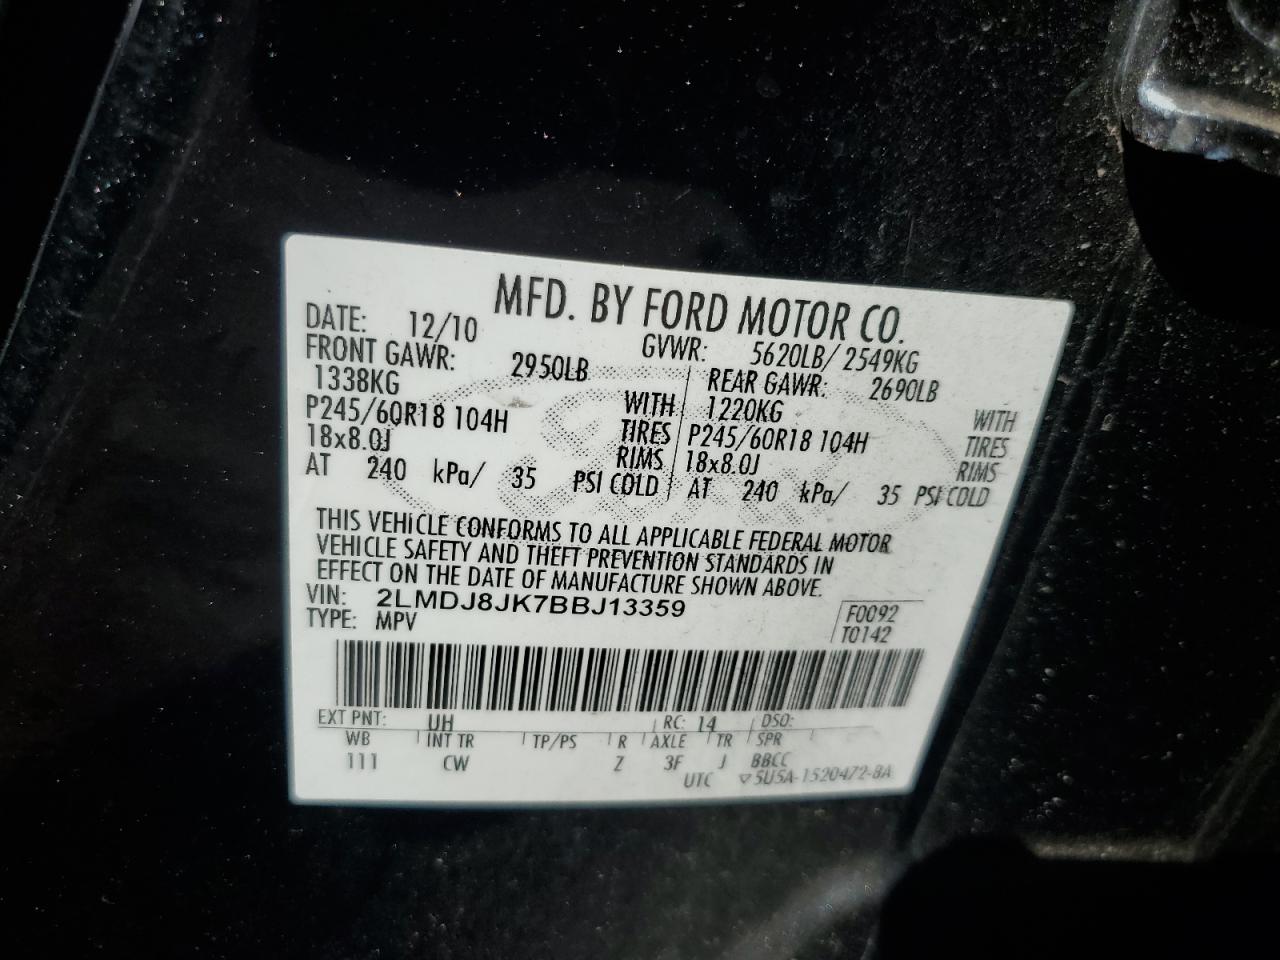 MFD. BY FORD MOTOR CO.
DATE: 12/10 GVWR: 5620LB/ 2549KG
FRONT GAWR: 2950LB REAR GAWR: 2690LB
1338KG WITH 1220KG WITH
P245/60R18 104H TIRES P245/60R18 104H TIRES
18x8.0J RIMS 18x8.0J RIMS
AT 240 kPa/ 35 PSI COLD AT 240 kPa/ 35 PSI COLD
THIS VEHICLE CONFORMS TO ALL APPLICABLE FEDERAL MOTOR
VEHICLE SAFETY AND THEFT PREVENTION STANDARDS IN
EFFECT ON THE DATE OF MANUFACTURE SHOWN ABOVE.
VIN: 2LMDJ8JK7BBJ13359 F0092
TYPE: MPV T0142
EXT PNT: UH RC: 14 DSO:
WB INT TR TP/PS R AXLE TR SPR
111 CW Z 3F J BBCC
UTC ▽5U5A-1520472-BA